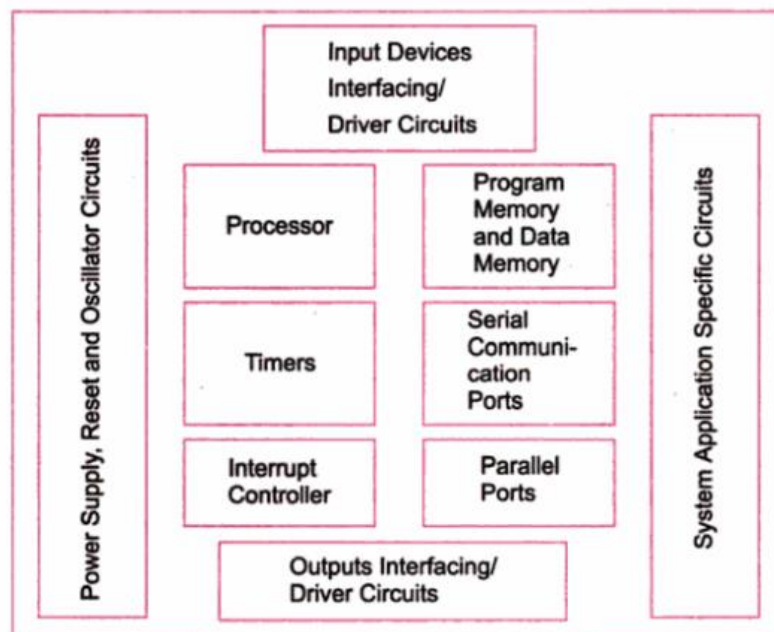 Input Devices
Interfacing/
Driver Circuits
Power Supply, Reset and Oscillator Circuits
Processor
Program
Memory
and Data
Memory
System Application Specific Circuits
Timers
Serial
Communi-
cation
Ports
Interrupt
Controller
Parallel
Ports
Outputs Interfacing/
Driver Circuits